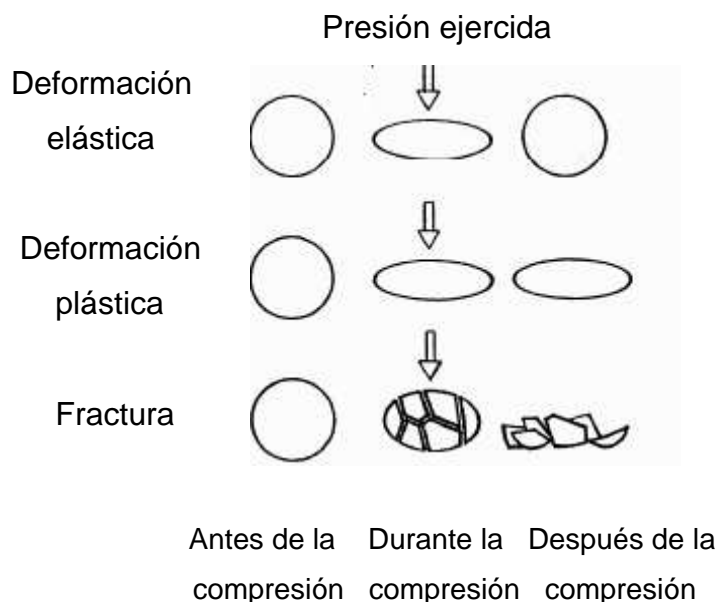 Presión ejercida
Deformación
elástica
Deformación
plástica
Fractura
Antes de la Durante la Después de la
compresión compresión compresión